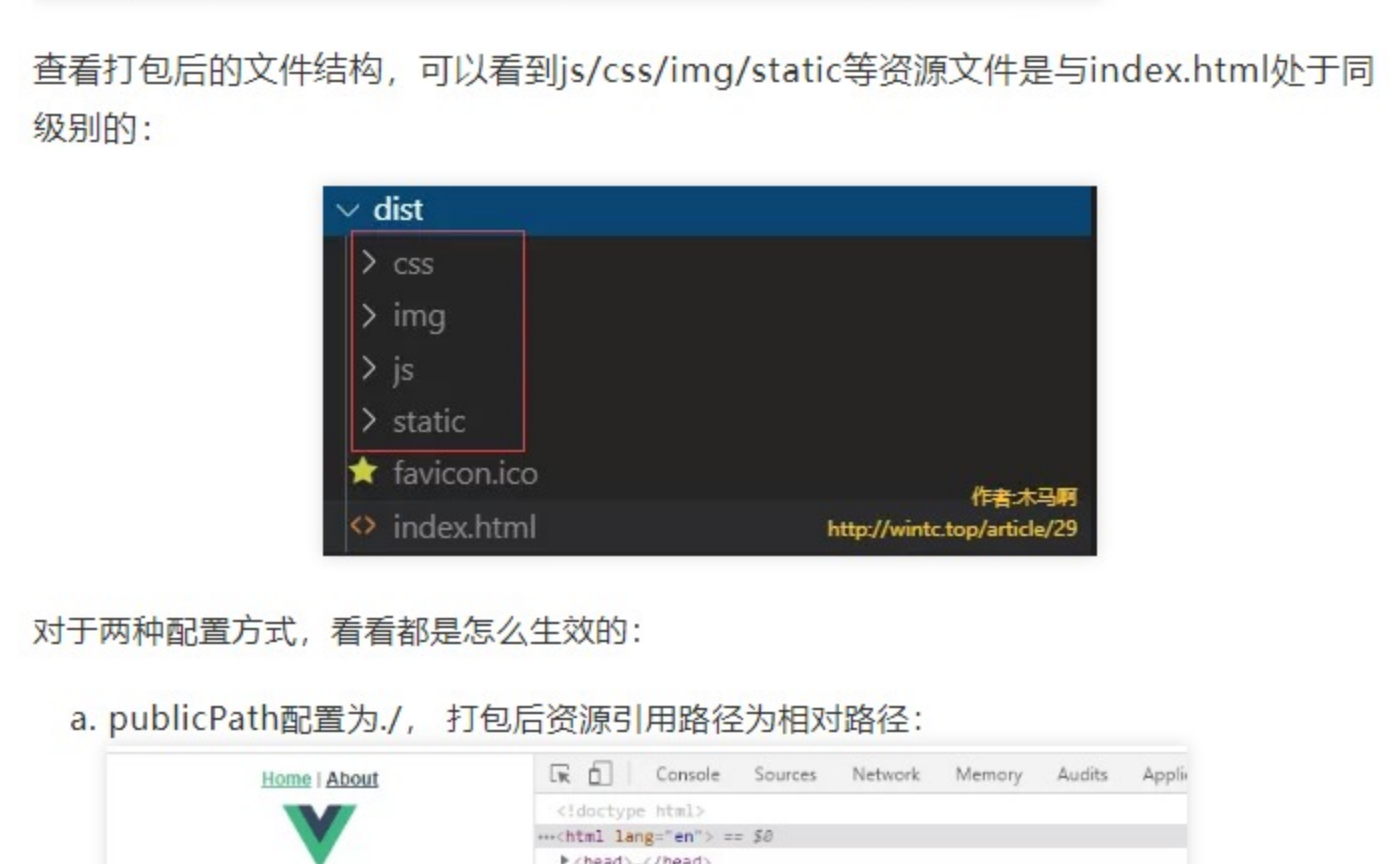 查看打包后的文件结构，可以看到js/css/img/static等资源文件是与index.html处于同
级别的：
dist
css
img
js
static
favicon.ico
index.html
作者:木马啊
http://wintc.top/article/29
对于两种配置方式，看看都是怎么生效的：
a. publicPath配置为./， 打包后资源引用路径为相对路径：
Home | About
Console Sources Network Memory Audits Appli
<!doctype html>
···<html lang="en"> == $0
<head>…</head>